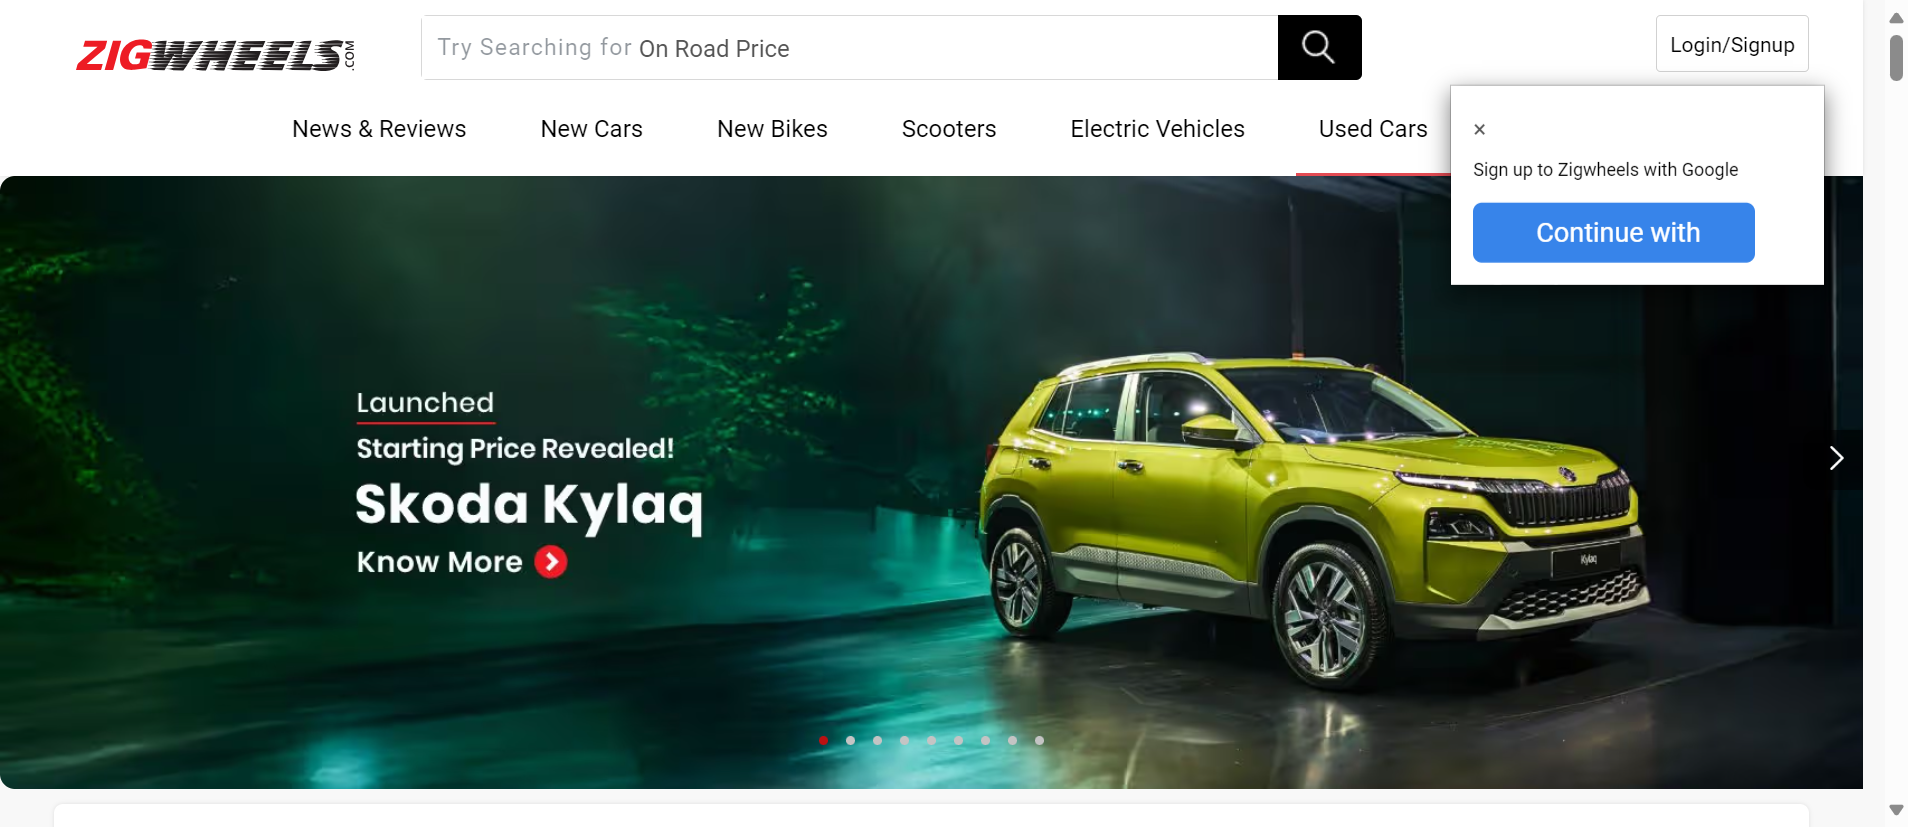 ZIGWHEELS.COM
Try Searching for On Road Price
Login/Signup
News & Reviews
New Cars
New Bikes
Scooters
Electric Vehicles
Used Cars
×
Sign up to Zigwheels with Google
Continue with
Launched
Starting Price Revealed!
Skoda Kylaq
Know More
Kylaq